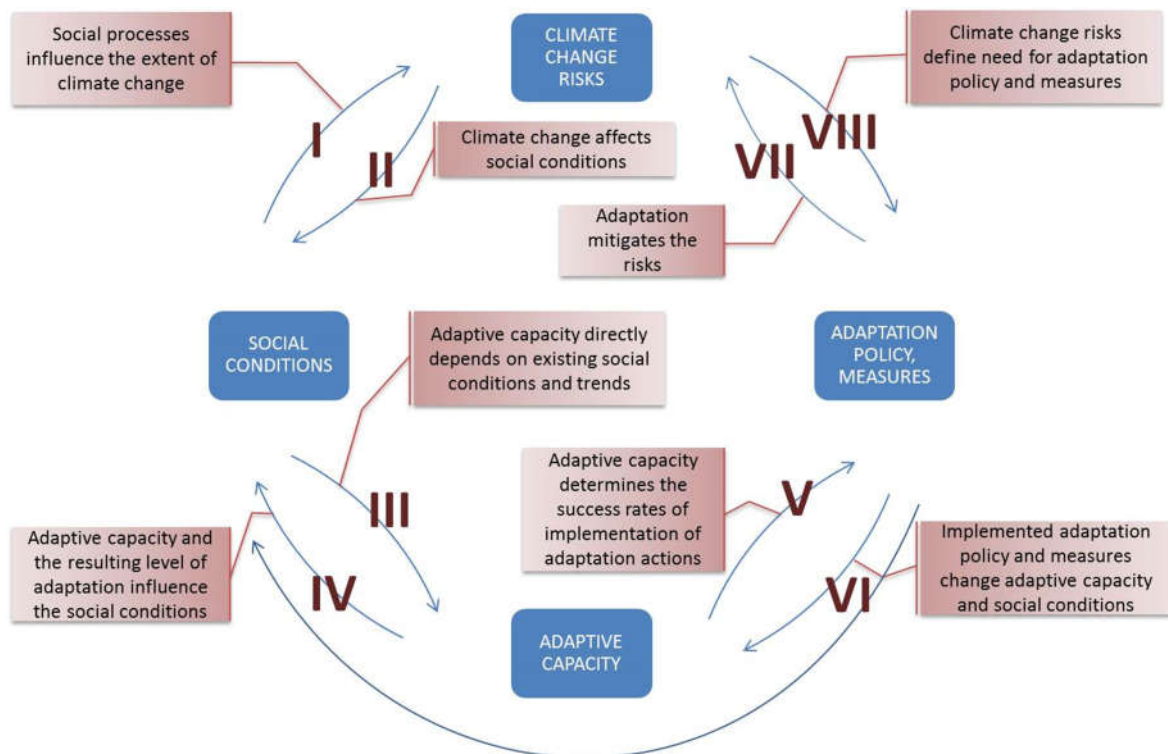 Social processes
influence the extent of
climate change
CLIMATE
CHANGE
RISKS
Climate change risks
define need for adaptation
policy and measures
I
II
Climate change affects
social conditions
VII
VIII
Adaptation
mitigates the
risks
SOCIAL
CONDITIONS
Adaptive capacity directly
depends on existing social
conditions and trends
ADAPTATION
POLICY,
MEASURES
III
IV
Adaptive capacity and
the resulting level of
adaptation influence
the social conditions
Adaptive capacity
determines the
success rates of
implementation of
adaptation actions
V
VI
Implemented adaptation
policy and measures
change adaptive capacity
and social conditions
ADAPTIVE
CAPACITY